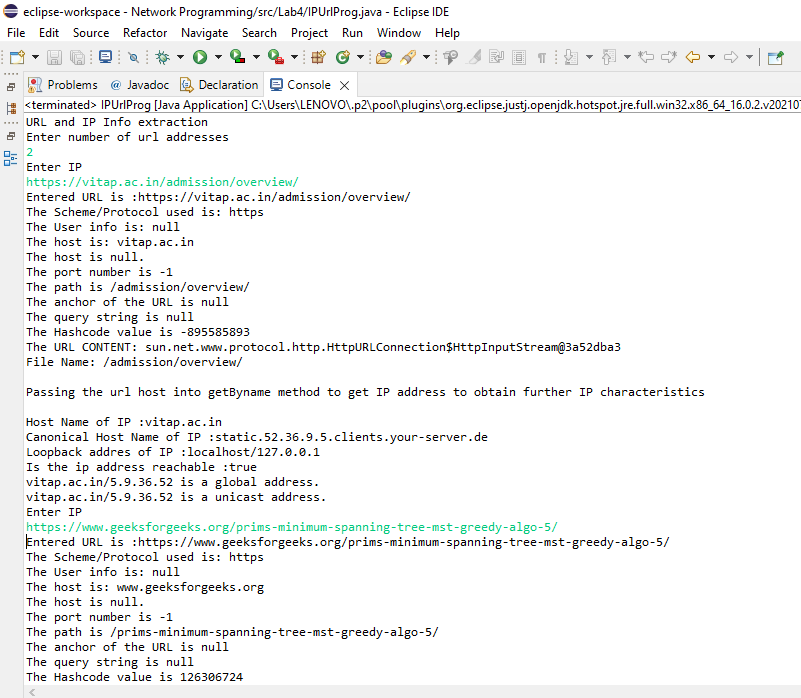 eclipse-workspace - Network Programming/src/Lab4/IPUrlProg.java - Eclipse IDE
File Edit Source Refactor Navigate Search Project Run Window Help
Problems @ Javadoc Declaration Console
<terminated> IPUrlProg [Java Application] C:\Users\LENOVO\.p2\pool\plugins\org.eclipse.justj.openjdk.hotspot.jre.full.win32.x86_64_16.0.2.v20210
URL and IP Info extraction
Enter number of url addresses
2
Enter IP
https://vitap.ac.in/admission/overview/
Entered URL is :https://vitap.ac.in/admission/overview/
The Scheme/Protocol used is: https
The User info is: null
The host is: vitap.ac.in
The host is null.
The port number is -1
The path is /admission/overview/
The anchor of the URL is null
The query string is null
The Hashcode value is -895585893
The URL CONTENT: sun.net.www.protocol.http.HttpURLConnection$HttpInputStream@3a52dba3
File Name: /admission/overview/
Passing the url host into getByname method to get IP address to obtain further IP characteristics
Host Name of IP :vitap.ac.in
Canonical Host Name of IP :static.52.36.9.5.clients.your-server.de
Loopback addres of IP :localhost/127.0.0.1
Is the ip address reachable :true
vitap.ac.in/5.9.36.52 is a global address.
vitap.ac.in/5.9.36.52 is a unicast address.
Enter IP
https://www.geeksforgeeks.org/prims-minimum-spanning-tree-mst-greedy-algo-5/
Entered URL is :https://www.geeksforgeeks.org/prims-minimum-spanning-tree-mst-greedy-algo-5/
The Scheme/Protocol used is: https
The User info is: null
The host is: www.geeksforgeeks.org
The host is null.
The port number is -1
The path is /prims-minimum-spanning-tree-mst-greedy-algo-5/
The anchor of the URL is null
The query string is null
The Hashcode value is 126306724